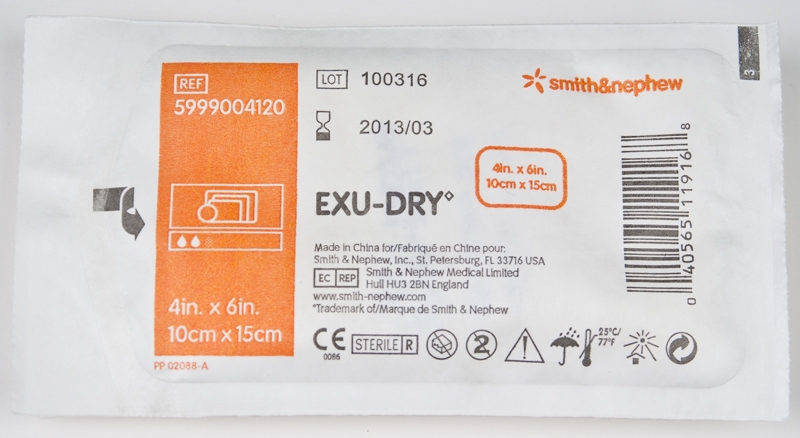 REF
5999004120
4in. x 6in.
10cm x 15cm
PP 02088-A
LOT 100316
2013/03
smith&nephew
4in. x 6in.
10cm x 15cm
EXU-DRY◊
Made in China for/Fabriqué en Chine pour:
Smith & Nephew, Inc., St. Petersburg, FL 33716 USA
EC REP Smith & Nephew Medical Limited
Hull HU3 2BN England
www.smith-nephew.com
◊Trademark of/Marque de Smith & Nephew
CE
0086
STERILE R
2
25°C/
77°F
0 40565 11916 8
3